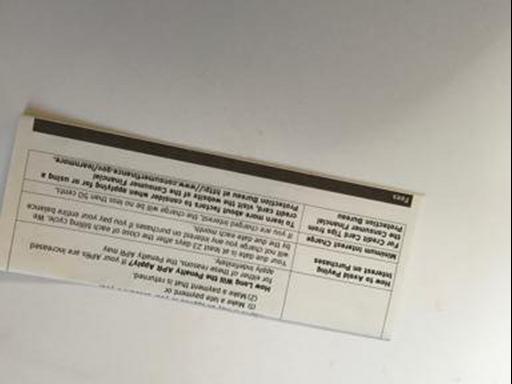 (1) Make a late payment or
(2) Make a payment that is returned.
How Long Will the Penalty APR Apply? If your APRs are increased
for either of these reasons, the Penalty APR may
apply indefinitely.
How to Avoid Paying
Interest on Purchases
Your due date is at least 25 days after the close of each billing cycle. We
will not charge you any interest on purchases if you pay your entire balance
by the due date each month.
Minimum Interest Charge
If you are charged interest, the charge will be no less than 50 cents.
For Credit Card Tips from
the Consumer Financial
Protection Bureau
To learn more about factors to consider when applying for or using a
credit card, visit the website of the Consumer Financial
Protection Bureau at http://www.consumerfinance.gov/learnmore.
Fees